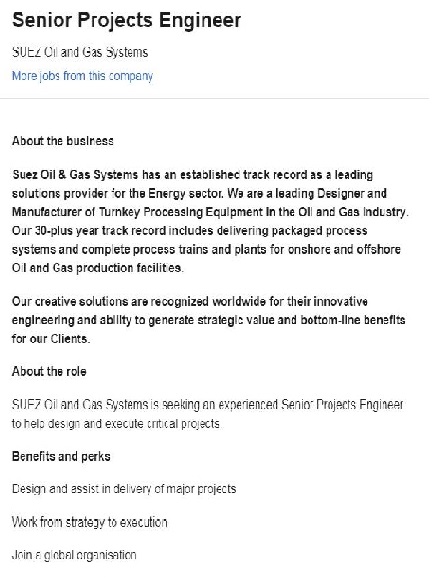 Senior Projects Engineer
SUEZ Oil and Gas Systems
More jobs from this company
About the business
Suez Oil & Gas Systems has an established track record as a leading
solutions provider for the Energy sector. We are a leading Designer and
Manufacturer of Turnkey Processing Equipment in the Oil and Gas Industry.
Our 30-plus year track record includes delivering packaged process
systems and complete process trains and plants for onshore and offshore
Oil and Gas production facilities.
Our creative solutions are recognized worldwide for their innovative
engineering and ability to generate strategic value and bottom-line benefits
for our Clients.
About the role
SUEZ Oil and Gas Systems is seeking an experienced Senior Projects Engineer
to help design and execute critical projects
Benefits and perks
Design and assist in delivery of major projects
Work from strategy to execution
Join a global organisation